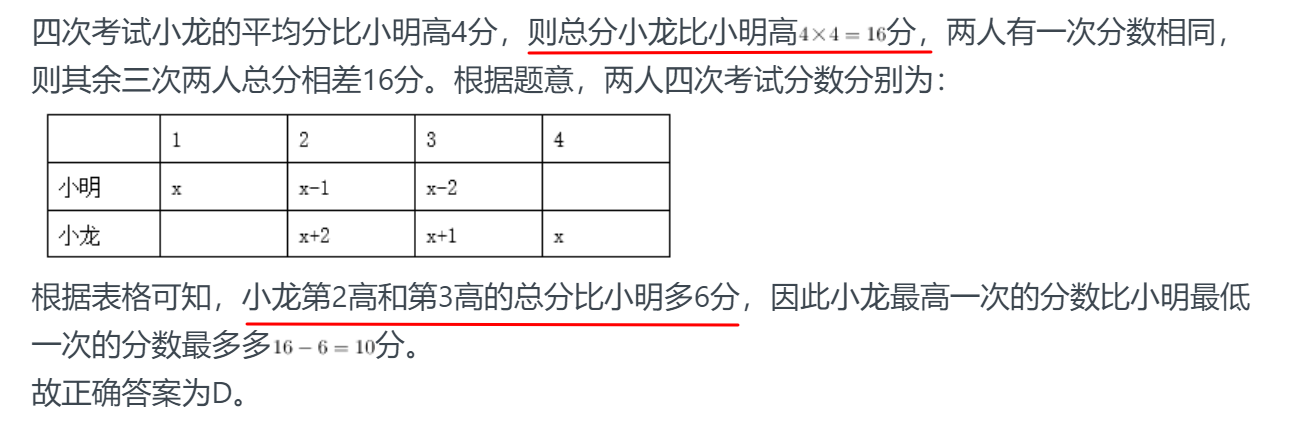 四次考试小龙的平均分比小明高4分，则总分小龙比小明高4×4 = 16分，两人有一次分数相同，
则其余三次两人总分相差16分。根据题意，两人四次考试分数分别为：
1 2 3 4
小明 x x-1 x-2
小龙 x+2 x+1 x
根据表格可知，小龙第2高和第3高的总分比小明多6分，因此小龙最高一次的分数比小明最低
一次的分数最多多16 − 6 = 10分。
故正确答案为D。